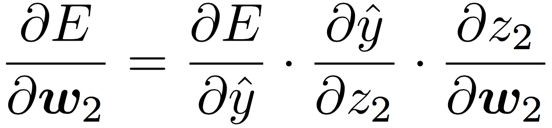 ∂E/∂𝒘₂ = ∂E/∂ŷ · ∂ŷ/∂z₂ · ∂z₂/∂𝒘₂